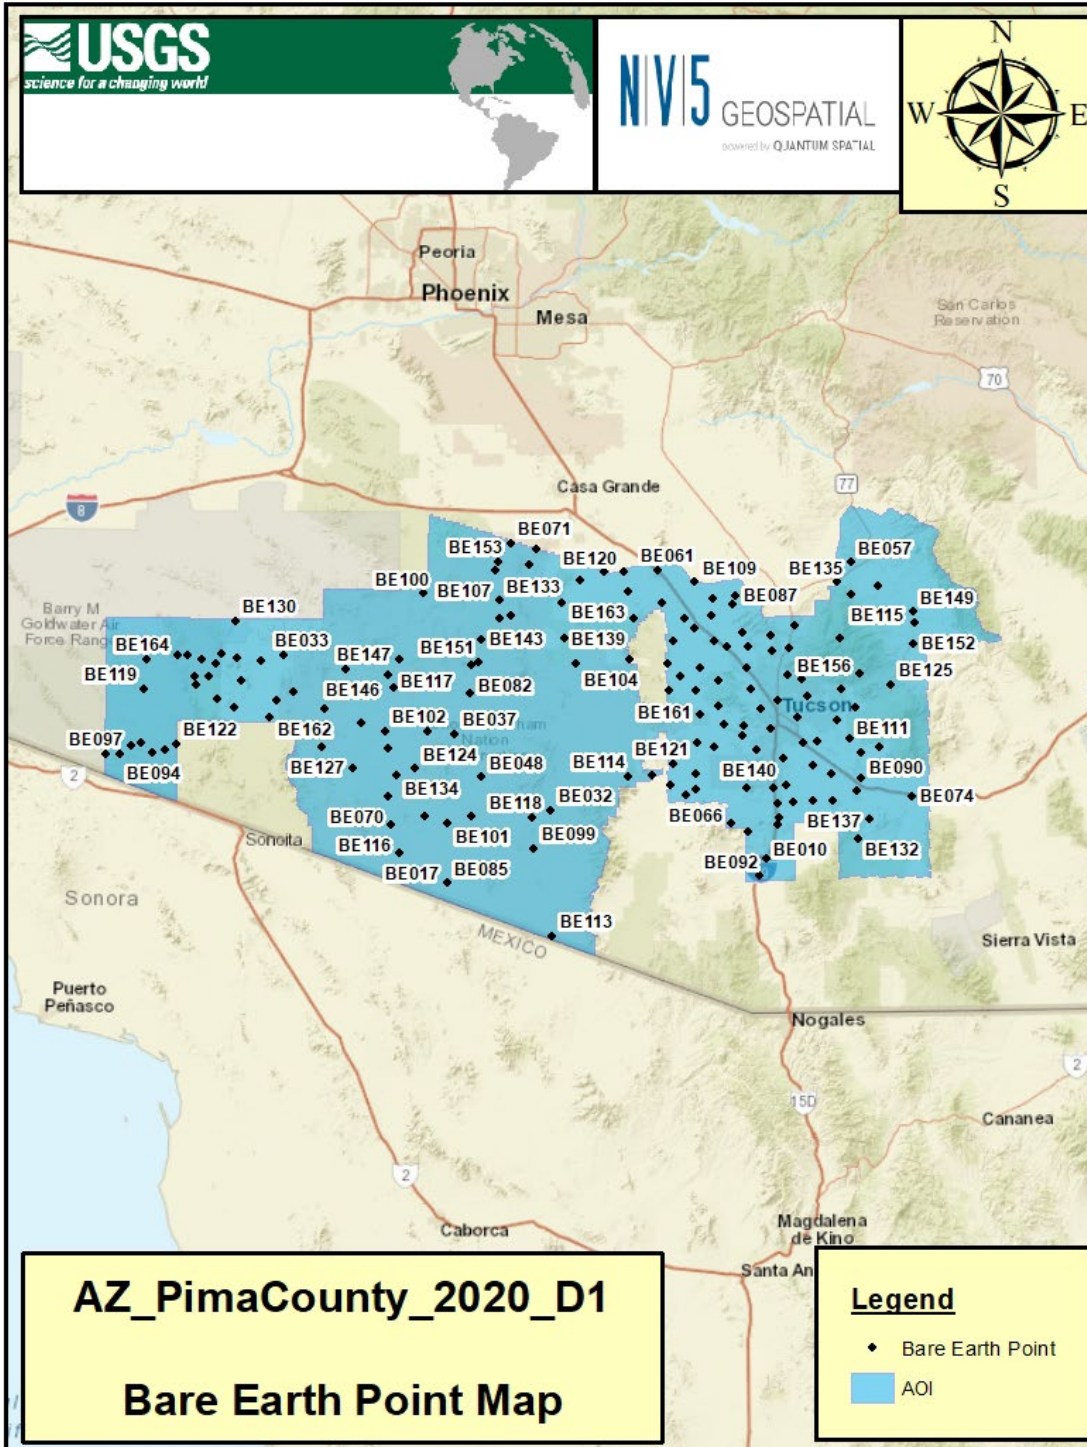 USGS
science for a changing world
N|V|5 GEOSPATIAL
powered by QUANTUM SPATIAL
N
W
E
S
Peoria
Phoenix
Mesa
San Carlos
Reservation
70
Casa Grande
77
8
BE071
BE153
BE120
BE061
BE057
BE100
BE107
BE133
BE109
BE135
BE087
Barry M
Goldwater Air
Force Rang
BE130
BE163
BE115
BE149
BE164
BE033
BE147
BE151
BE143
BE139
BE152
BE119
BE146
BE117
BE082
BE104
BE156
BE125
Tucson
BE162
BE102
BE037
BE161
BE111
BE122
Nation
BE097
BE127
BE124
BE048
BE114
BE121
BE140
BE090
BE094
2
BE134
BE118
BE032
BE074
BE070
BE066
BE137
Sonoita
BE101
BE099
BE116
BE132
BE017
BE085
BE092
BE010
Sonora
BE113
MEXICO
Sierra Vista
Puerto
Peñasco
Nogales
2
15D
Cananea
2
Caborca
Magdalena
de Kino
Santa An
AZ_PimaCounty_2020_D1
Bare Earth Point Map
Legend
Bare Earth Point
AOI